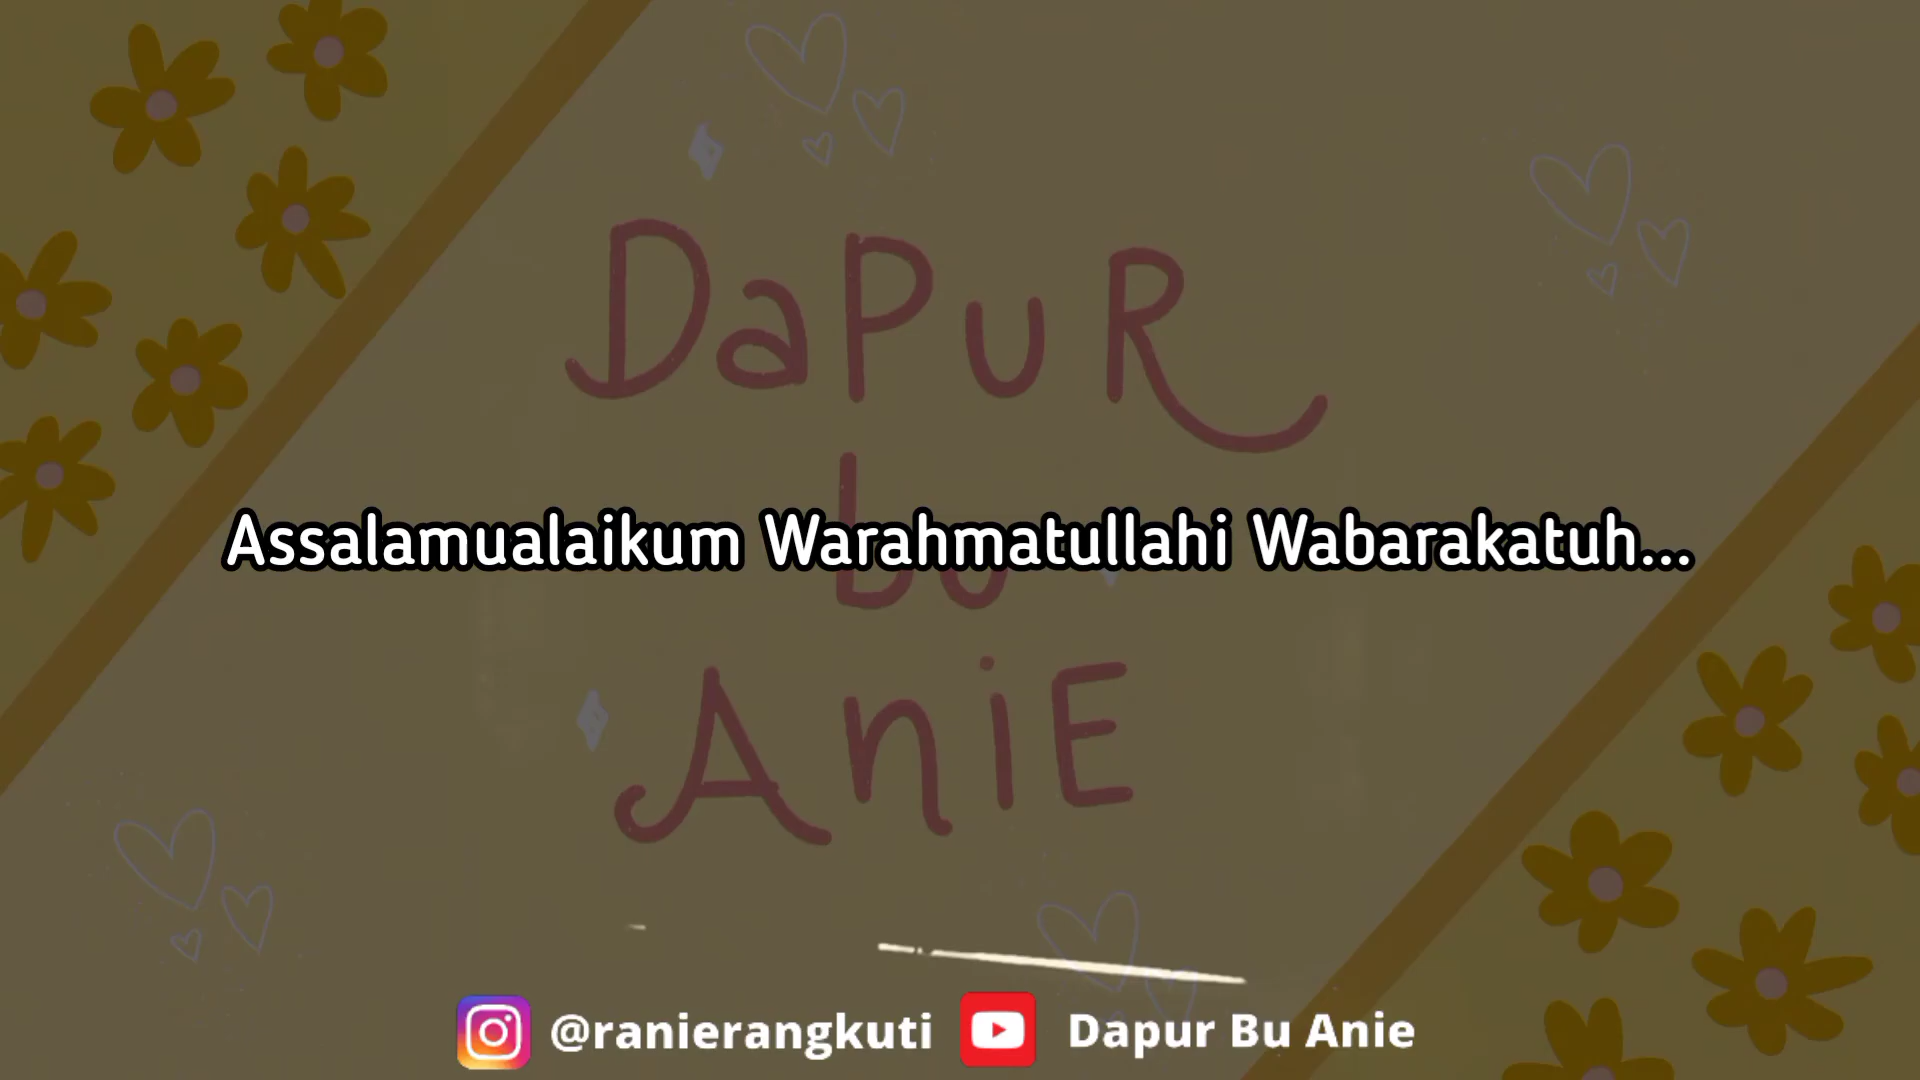 DaPuR
bu
AniE
Assalamualaikum Warahmatullahi Wabarakatuh...
@ranierangkuti Dapur Bu Anie